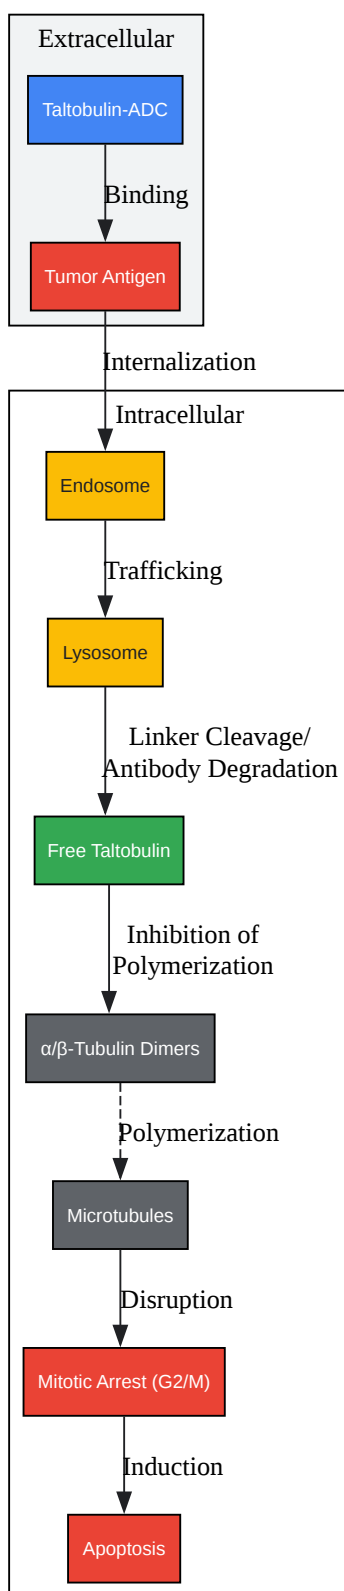 Extracellular
Taltobulin-ADC
Binding
Tumor Antigen
Internalization
Intracellular
Endosome
Trafficking
Lysosome
Linker Cleavage/
Antibody Degradation
Free Taltobulin
Inhibition of
Polymerization
α/β-Tubulin Dimers
Polymerization
Microtubules
Disruption
Mitotic Arrest (G2/M)
Induction
Apoptosis